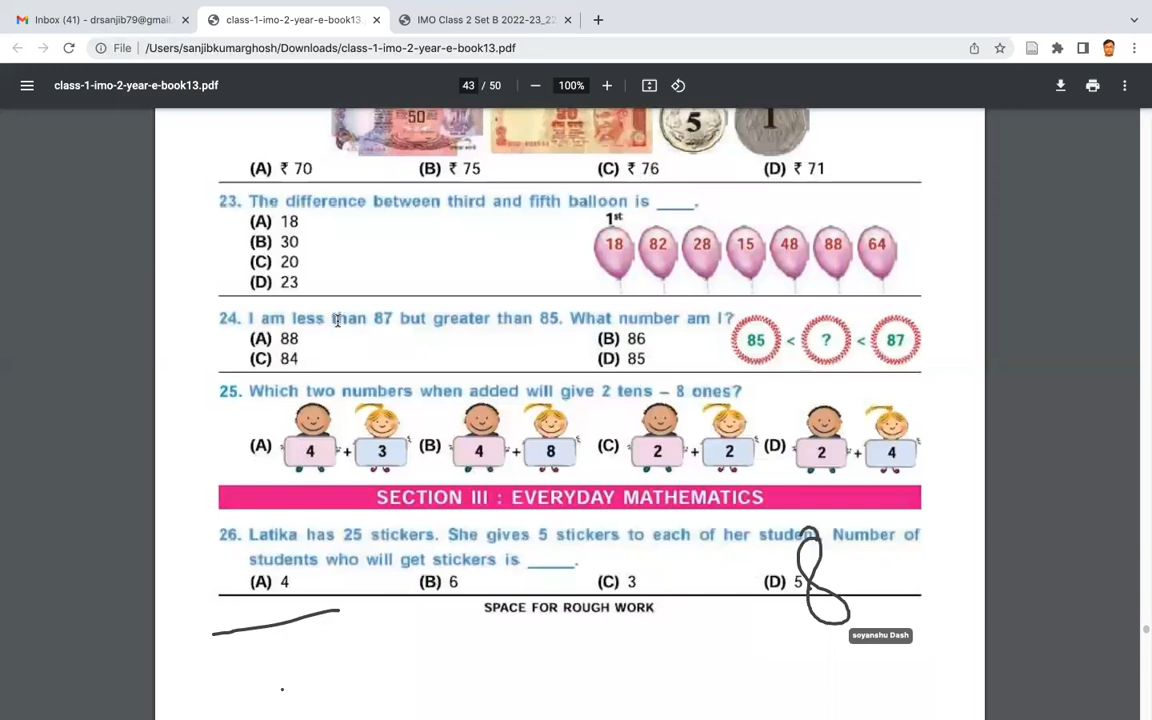 Inbox (41) - drsanjib79@gmail.
class-1-imo-2-year-e-book13.p
IMO Class 2 Set B 2022-23_22
File /Users/sanjibkumarghosh/Downloads/class-1-imo-2-year-e-book13.pdf
class-1-imo-2-year-e-book13.pdf
43 / 50
100%
50 5 1
(A) ₹ 70 (B) ₹ 75 (C) ₹ 76 (D) ₹ 71
23. The difference between third and fifth balloon is ____.
1st
(A) 18
(B) 30
(C) 20
(D) 23
18 82 28 15 48 88 64
24. I am less than 87 but greater than 85. What number am I?
(A) 88 (B) 86
(C) 84 (D) 85
85 < ? < 87
25. Which two numbers when added will give 2 tens – 8 ones?
(A) 4 + 3 (B) 4 + 8 (C) 2 + 2 (D) 2 + 4
SECTION III : EVERYDAY MATHEMATICS
26. Latika has 25 stickers. She gives 5 stickers to each of her student. Number of
students who will get stickers is _____.
(A) 4 (B) 6 (C) 3 (D) 5
8
SPACE FOR ROUGH WORK
soyanshu Dash